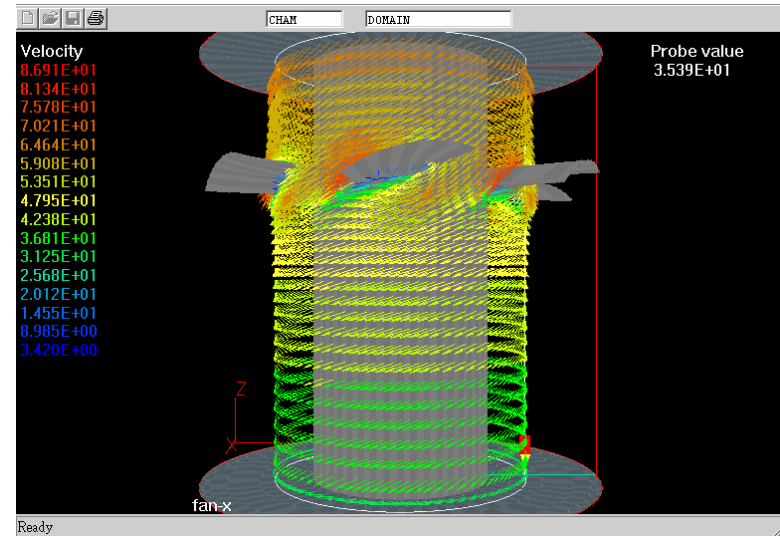 CHAM DOMAIN
Velocity
8.691E+01
8.134E+01
7.578E+01
7.021E+01
6.464E+01
5.908E+01
5.351E+01
4.795E+01
4.238E+01
3.681E+01
3.125E+01
2.568E+01
2.012E+01
1.455E+01
8.985E+00
3.420E+00
Probe value
3.539E+01
Z
X
fan-x
Ready